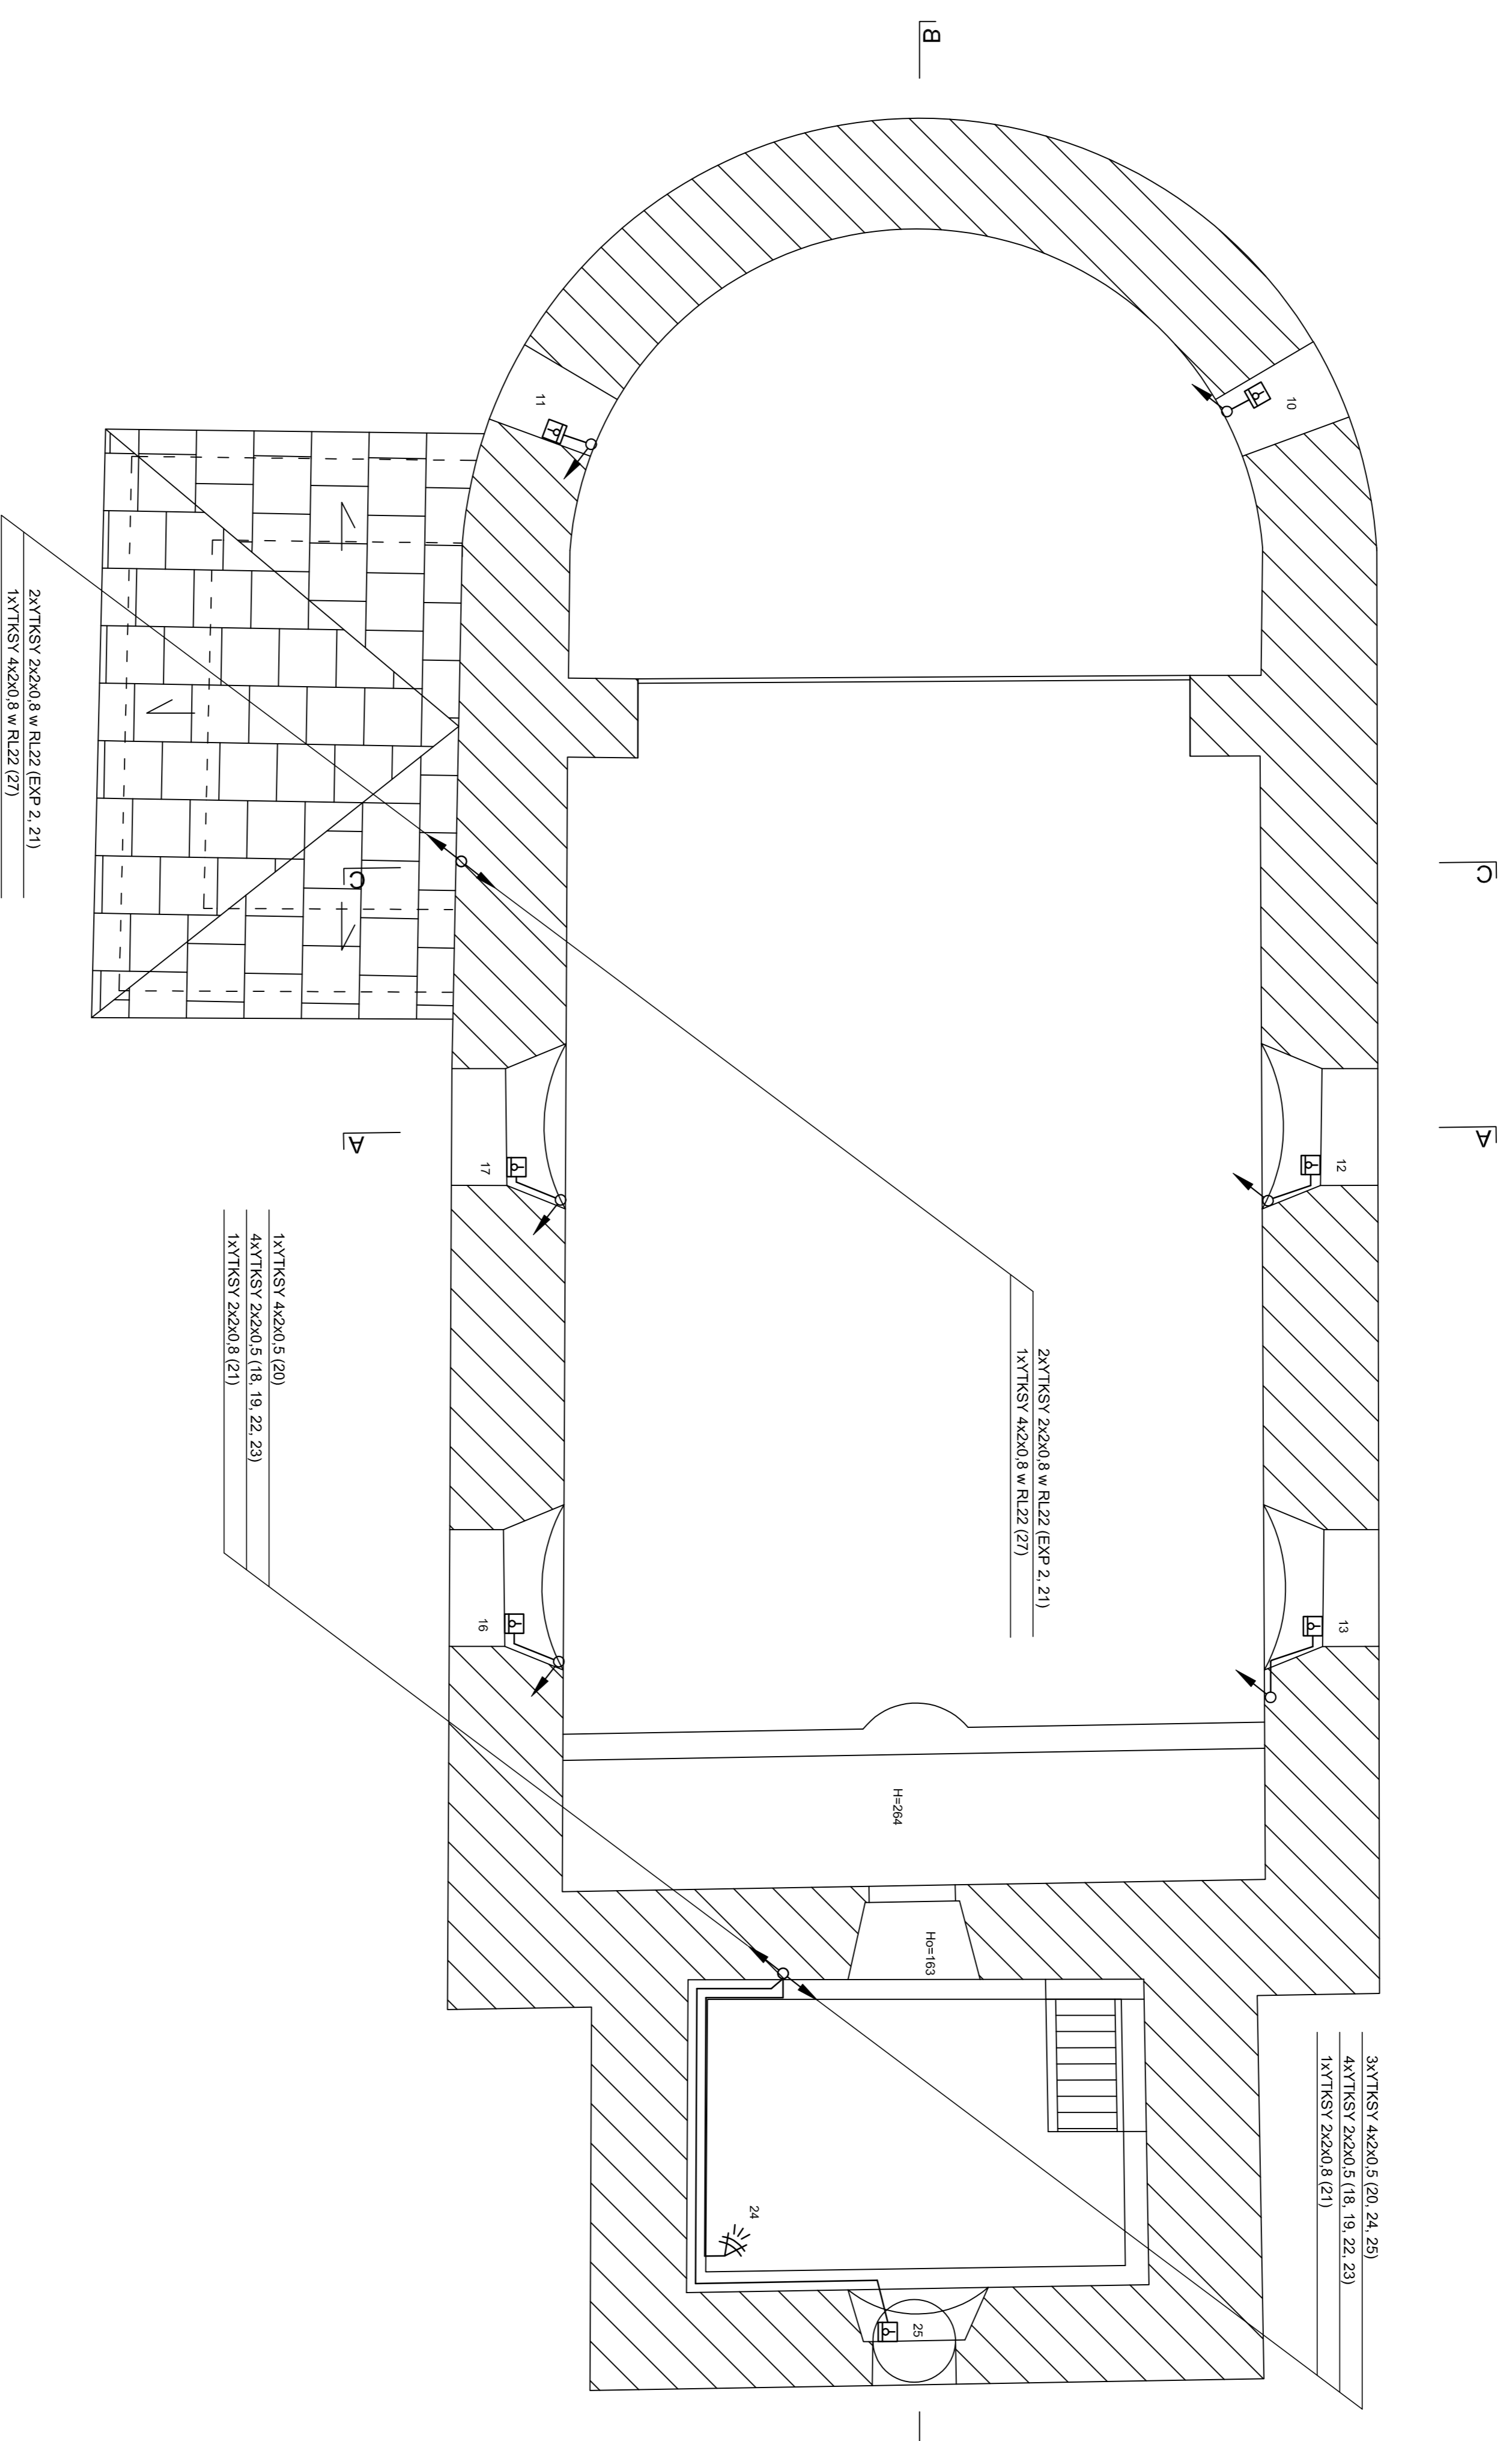 B
10
11
C
C
2xYTKSY 2x2x0,8 w RL22 (EXP 2, 21)
1xYTKSY 4x2x0,8 w RL22 (27)
A
A
12
17
2xYTKSY 2x2x0,8 w RL22 (EXP 2, 21)
1xYTKSY 4x2x0,8 w RL22 (27)
1xYTKSY 4x2x0,5 (20)
4xYTKSY 2x2x0,5 (18, 19, 22, 23)
1xYTKSY 2x2x0,8 (21)
13
16
H=264
Ho=163
3xYTKSY 4x2x0,5 (20, 24, 25)
4xYTKSY 2x2x0,5 (18, 19, 22, 23)
1xYTKSY 2x2x0,8 (21)
24
25